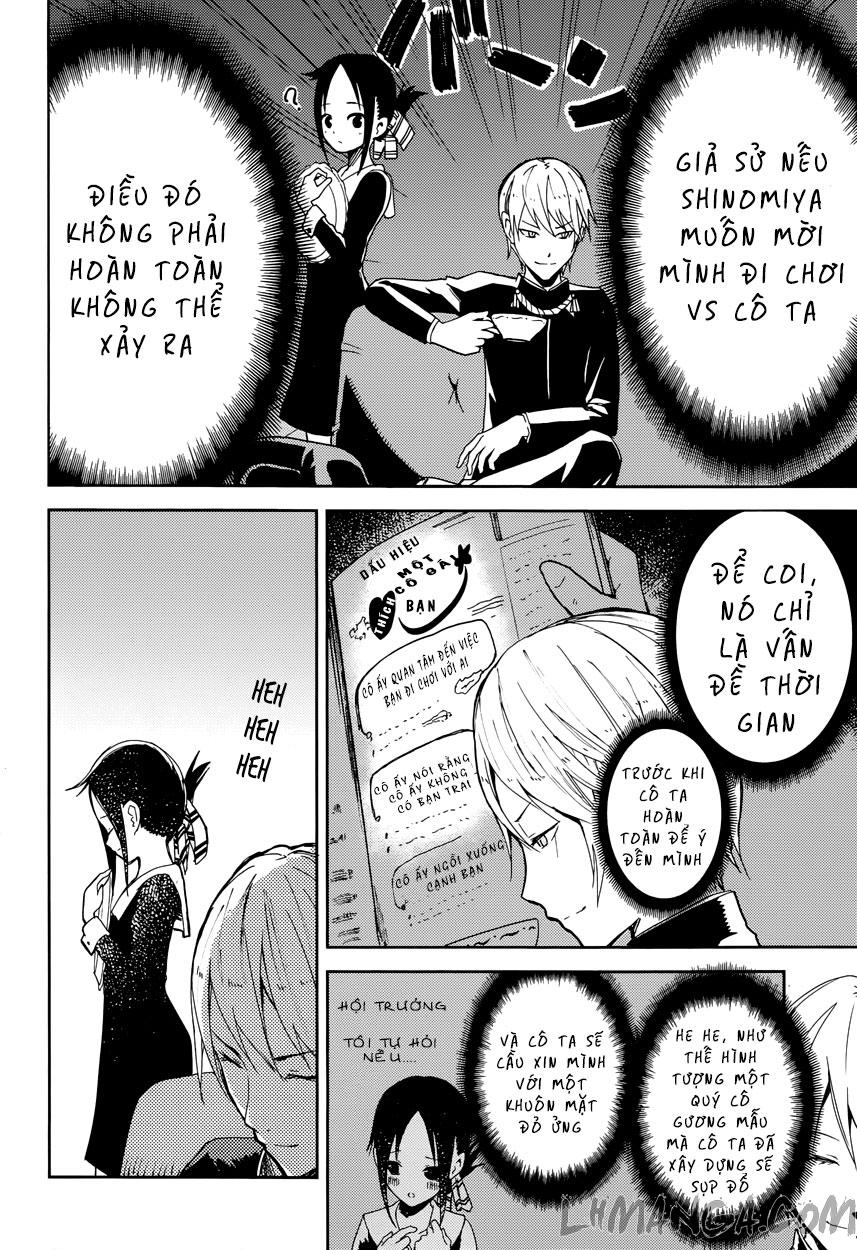 GIẢ SỬ NẾU
SHINOMIYA
MUỐN MỜI
MÌNH ĐI CHƠI
VS CÔ TA
?
ĐIỀU ĐÓ
KHÔNG PHẢI
HOÀN TOÀN
KHÔNG THỂ
XẢY RA
ĐỂ COI,
NÓ CHỈ
LÀ VẤN
ĐỀ THỜI
GIAN
TRƯỚC KHI
CÔ TA
HOÀN
TOÀN ĐỂ Ý
ĐẾN MÌNH
DẤU HIỆU
MỘT
CÔ GÁI
THÍCH
BẠN
CÔ ẤY QUAN TÂM ĐẾN VIỆC
BẠN ĐI CHƠI VỚI AI
CÔ ẤY NÓI RẰNG
CÔ ẤY KHÔNG
CÓ BẠN TRAI
CÔ ẤY NGỒI XUỐNG
CẠNH BẠN
HEH
HEH
HEH
HE HE, NHƯ
THẾ HÌNH
TƯỢNG MỘT
QUÝ CÔ
GƯƠNG MẪU
MÀ CÔ TA ĐÃ
XÂY DỰNG SẼ
SỤP ĐỔ
VÀ CÔ TA SẼ
CẦU XIN MÌNH
VỚI MỘT
KHUÔN MẶT
ĐỎ ỬNG
HỘI TRƯỞNG
TÔI TỰ HỎI
NẾU....
LHMANGA.COM